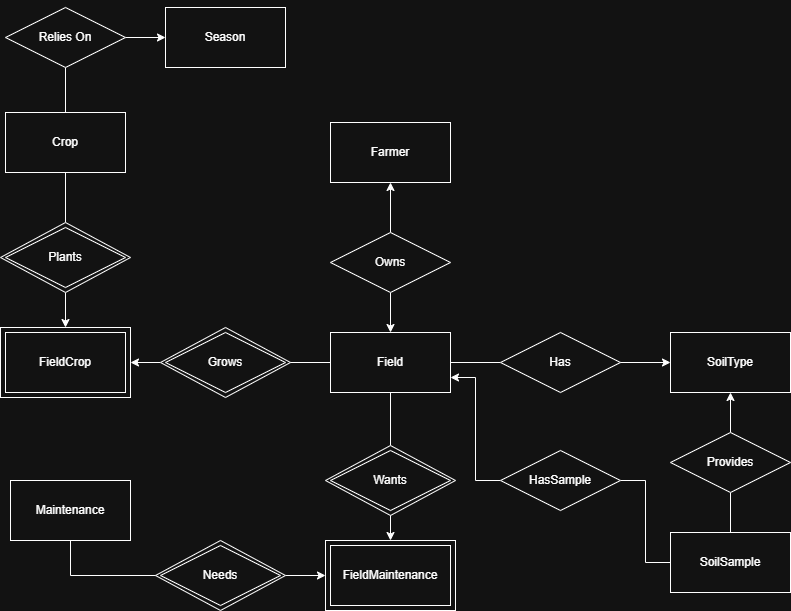 Relies On
Season
Crop
Farmer
Plants
Owns
FieldCrop
Grows
Field
Has
SoilType
Provides
Wants
HasSample
Maintenance
SoilSample
Needs
FieldMaintenance